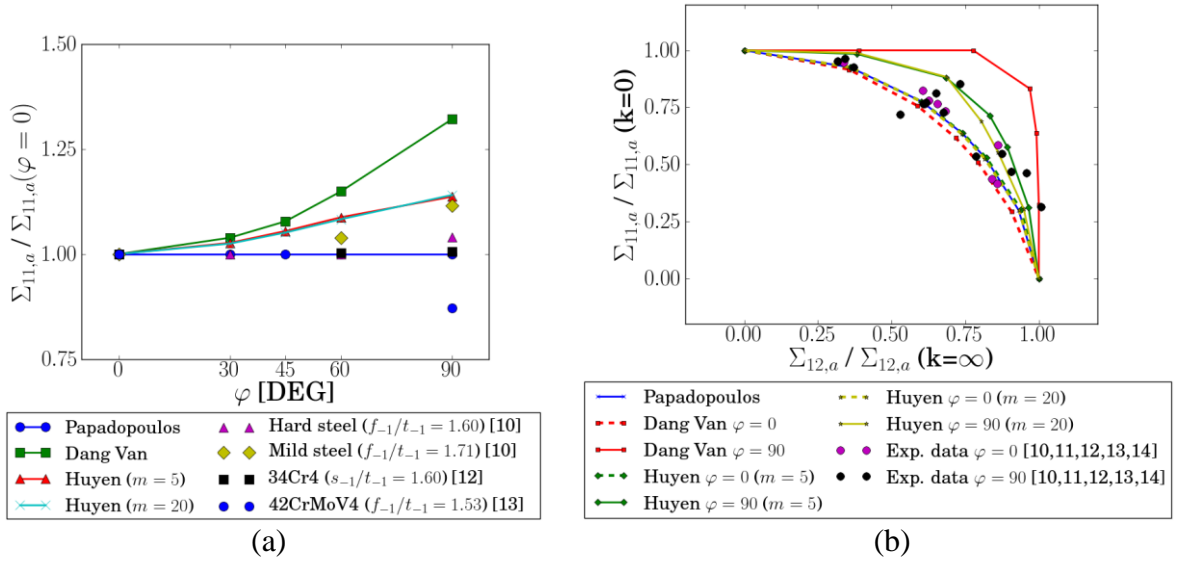 1.50
1.25
1.00
0.75
Σ11,a / Σ11,a(φ = 0)
0 30 45 60 90
φ [DEG]
Papadopoulos
Dang Van
Huyen (m = 5)
Huyen (m = 20)
Hard steel (f−1/t−1 = 1.60) [10]
Mild steel (f−1/t−1 = 1.71) [10]
34Cr4 (s−1/t−1 = 1.60) [12]
42CrMoV4 (f−1/t−1 = 1.53) [13]
(a)
1.00
0.75
0.50
0.25
0.00
Σ11,a / Σ11,a (k=0)
0.00 0.25 0.50 0.75 1.00
Σ12,a / Σ12,a (k=∞)
Papadopoulos
Dang Van φ = 0
Dang Van φ = 90
Huyen φ = 0 (m = 5)
Huyen φ = 90 (m = 5)
Huyen φ = 0 (m = 20)
Huyen φ = 90 (m = 20)
Exp. data φ = 0 [10,11,12,13,14]
Exp. data φ = 90 [10,11,12,13,14]
(b)